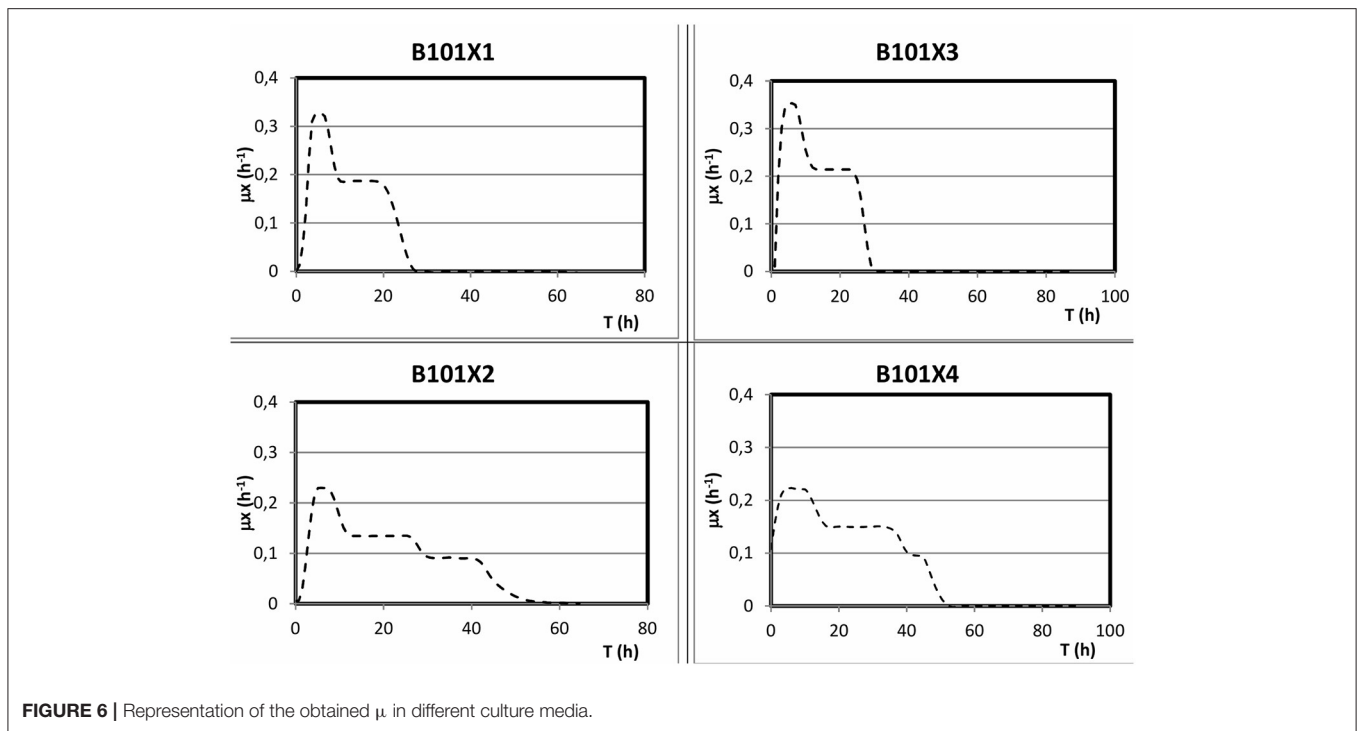 B101X1
0,4
0,3
0,2
0,1
0
µx (h-1)
0 20 40 60 80
T (h)
B101X3
0,4
0,3
0,2
0,1
0
µx (h-1)
0 20 40 60 80 100
T (h)
B101X2
0,4
0,3
0,2
0,1
0
µx (h-1)
0 20 40 60 80
T (h)
B101X4
0,4
0,3
0,2
0,1
0
µx (h-1)
0 20 40 60 80 100
T (h)
FIGURE 6 | Representation of the obtained μ in different culture media.